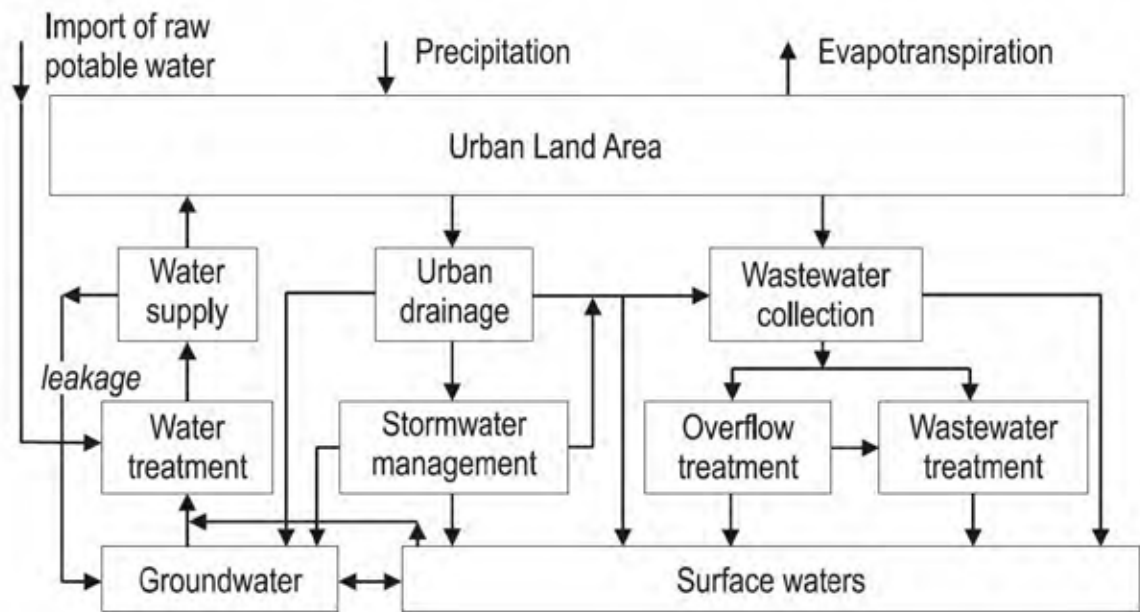 Import of raw
potable water
Precipitation
Evapotranspiration
Urban Land Area
Water
supply
Urban
drainage
Wastewater
collection
leakage
Water
treatment
Stormwater
management
Overflow
treatment
Wastewater
treatment
Groundwater
Surface waters